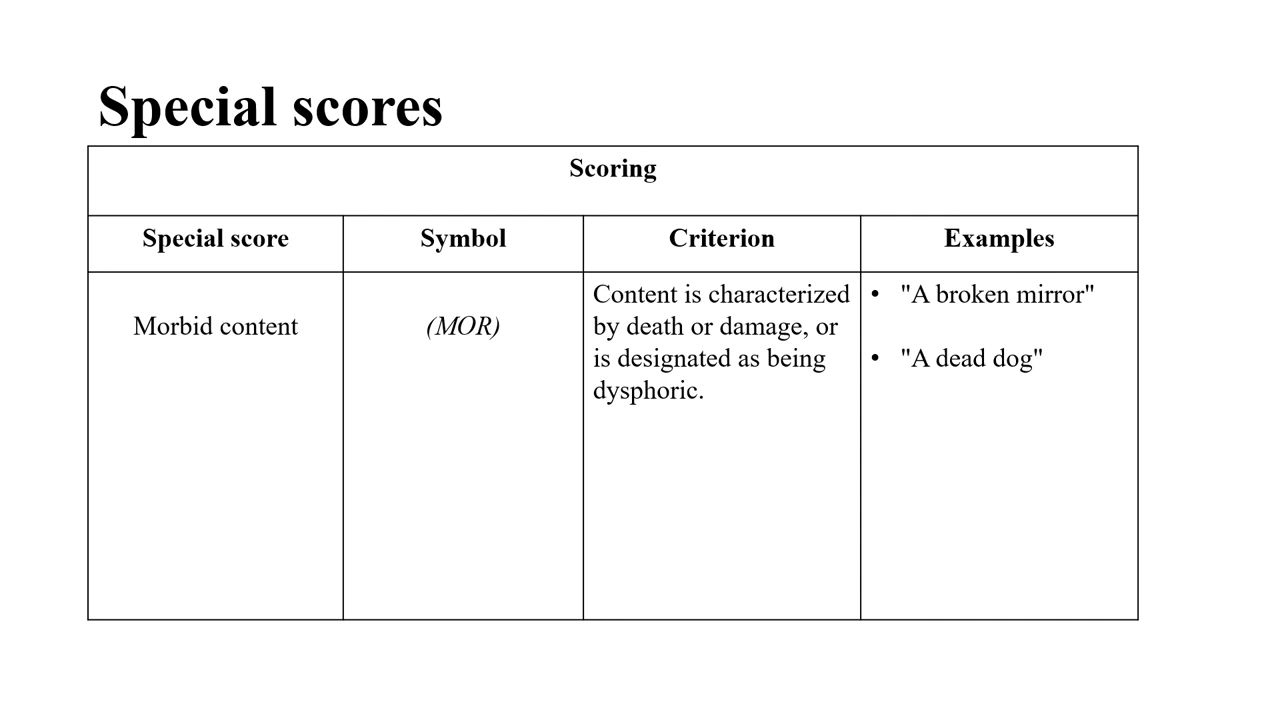 Special scores
Scoring
Special score
Symbol
Criterion
Examples
Morbid content
(MOR)
Content is characterized
by death or damage, or
is designated as being
dysphoric.
• "A broken mirror"
• "A dead dog"